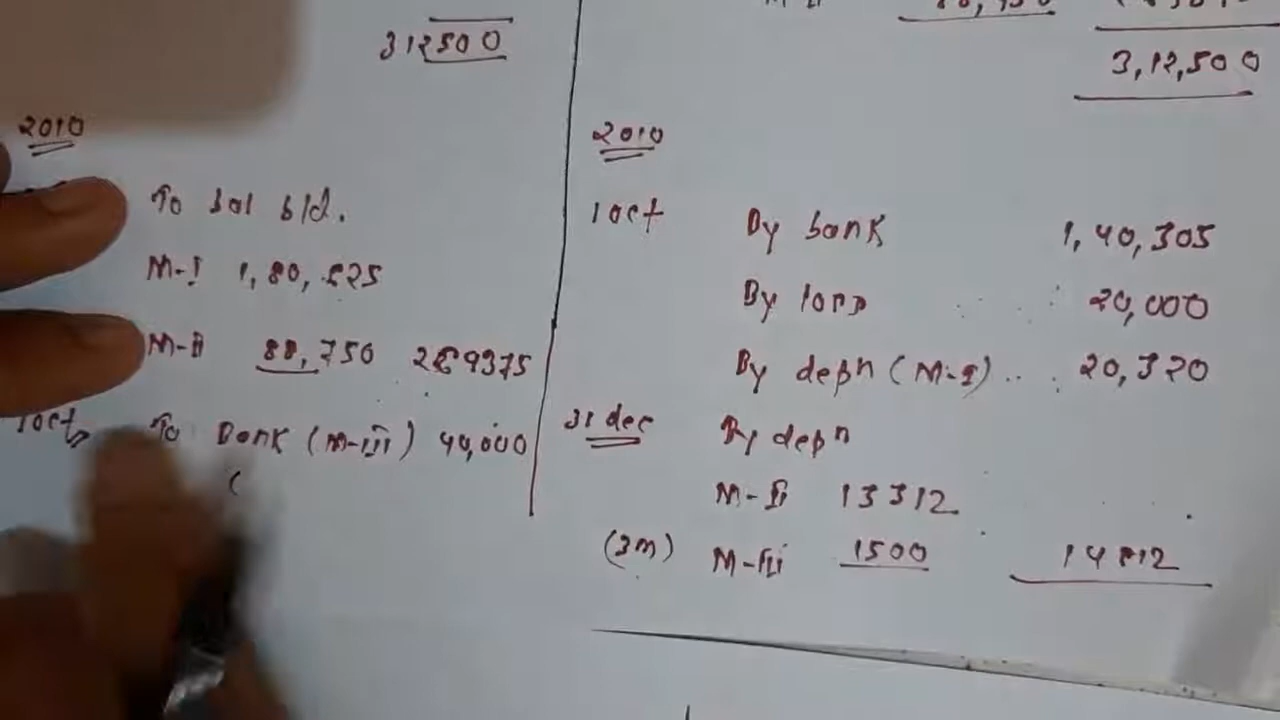 312500
2010
To bal b/d.
M-I 1,80,625
M-II 88,750 269375
1 oct To Bank (M-III) 40,000
(
3,12,500
2010
1 oct By bank 1,40,305
By loss 20,000
By depn (M-I) .. 20,320
31 dec By depn
M-II 13312
(3m) M-III 1500 14812